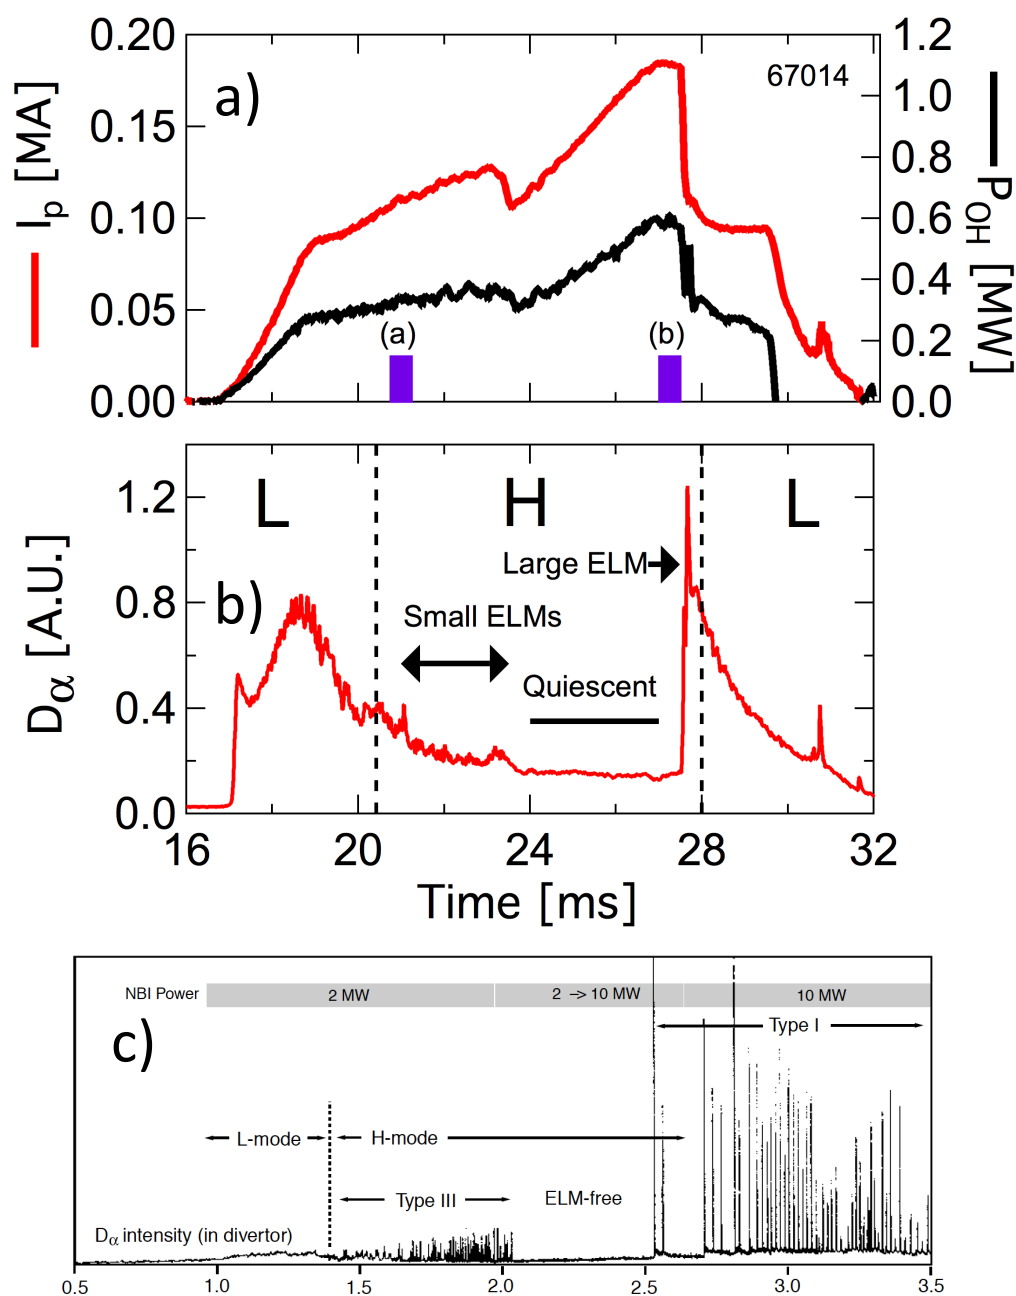 a)
67014
Ip [MA]
POH [MW]
0.20
0.15
0.10
0.05
0.00
1.2
1.0
0.8
0.6
0.4
0.2
0.0
(a)
(b)
b)
L
H
L
Large ELM
Small ELMs
Quiescent
Dα [A.U.]
1.2
0.8
0.4
0.0
16 20 24 28 32
Time [ms]
c)
NBI Power 2 MW 2 -> 10 MW 10 MW
Type I
L-mode H-mode
Type III ELM-free
Dα intensity (in divertor)
0.5 1.0 1.5 2.0 2.5 3.0 3.5